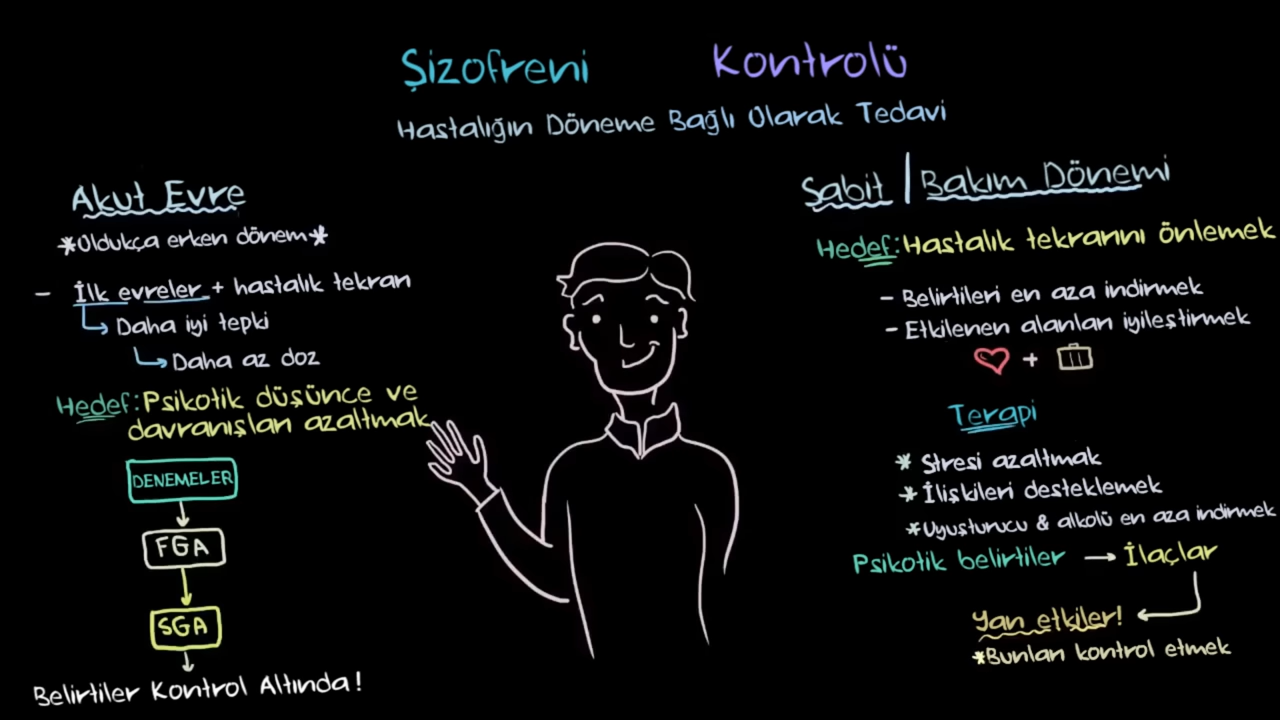 Şizofreni Kontrolü
Hastalığın Döneme Bağlı Olarak Tedavi
Akut Evre
*Oldukça erken dönem*
- İlk evreler + hastalık tekrarı
Daha iyi tepki
Daha az doz
Hedef: Psikotik düşünce ve
davranışları azaltmak
DENEMELER
FGA
SGA
Belirtiler Kontrol Altında!
Sabit | Bakım Dönemi
Hedef: Hastalık tekrarını önlemek
- Belirtileri en aza indirmek
- Etkilenen alanları iyileştirmek
+
Terapi
* Stresi azaltmak
* İlişkileri desteklemek
*Uyuşturucu & alkolü en aza indirmek
Psikotik belirtiler → İlaçlar
Yan etkiler!
*Bunları kontrol etmek